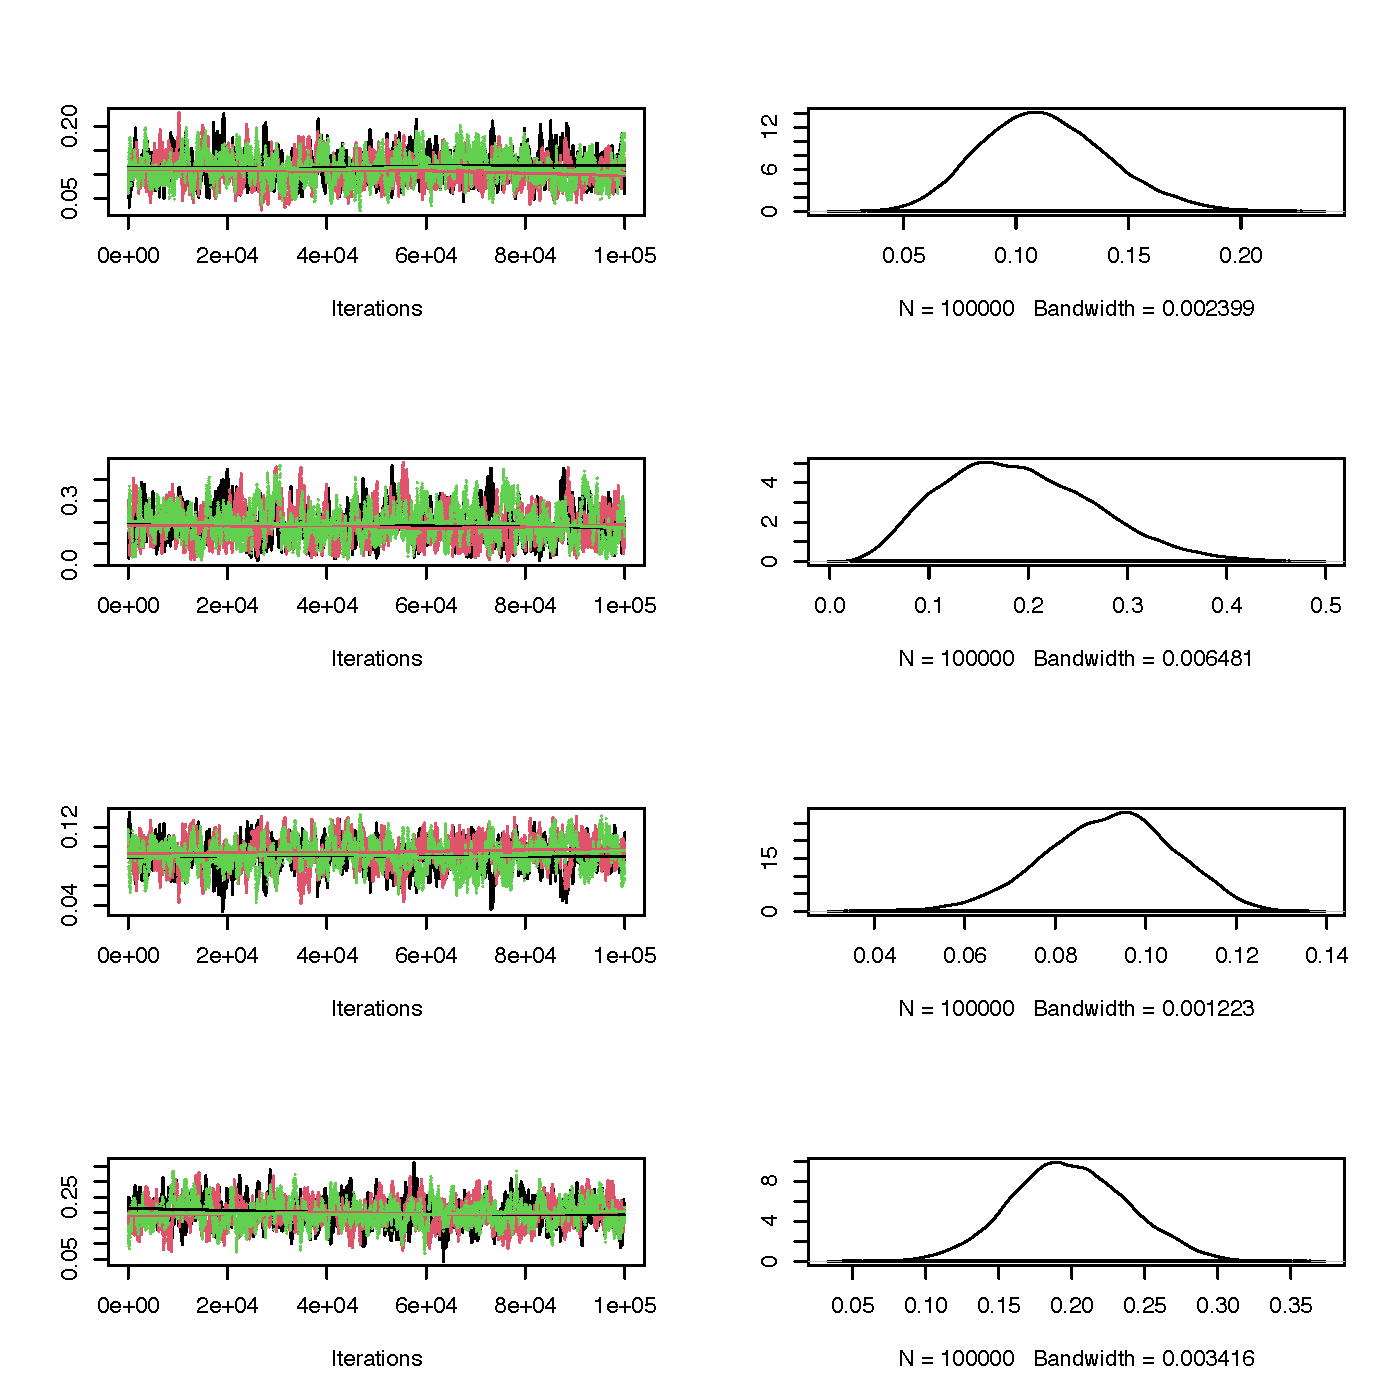 0.05 0.20
0e+00 2e+04 4e+04 6e+04 8e+04 1e+05
Iterations
0 6 12
0.05 0.10 0.15 0.20
N = 100000 Bandwidth = 0.002399
0.0 0.3
0e+00 2e+04 4e+04 6e+04 8e+04 1e+05
Iterations
0 2 4
0.0 0.1 0.2 0.3 0.4 0.5
N = 100000 Bandwidth = 0.006481
0.04 0.12
0e+00 2e+04 4e+04 6e+04 8e+04 1e+05
Iterations
0 15
0.04 0.06 0.08 0.10 0.12 0.14
N = 100000 Bandwidth = 0.001223
0.05 0.25
0e+00 2e+04 4e+04 6e+04 8e+04 1e+05
Iterations
0 4 8
0.05 0.10 0.15 0.20 0.25 0.30 0.35
N = 100000 Bandwidth = 0.003416